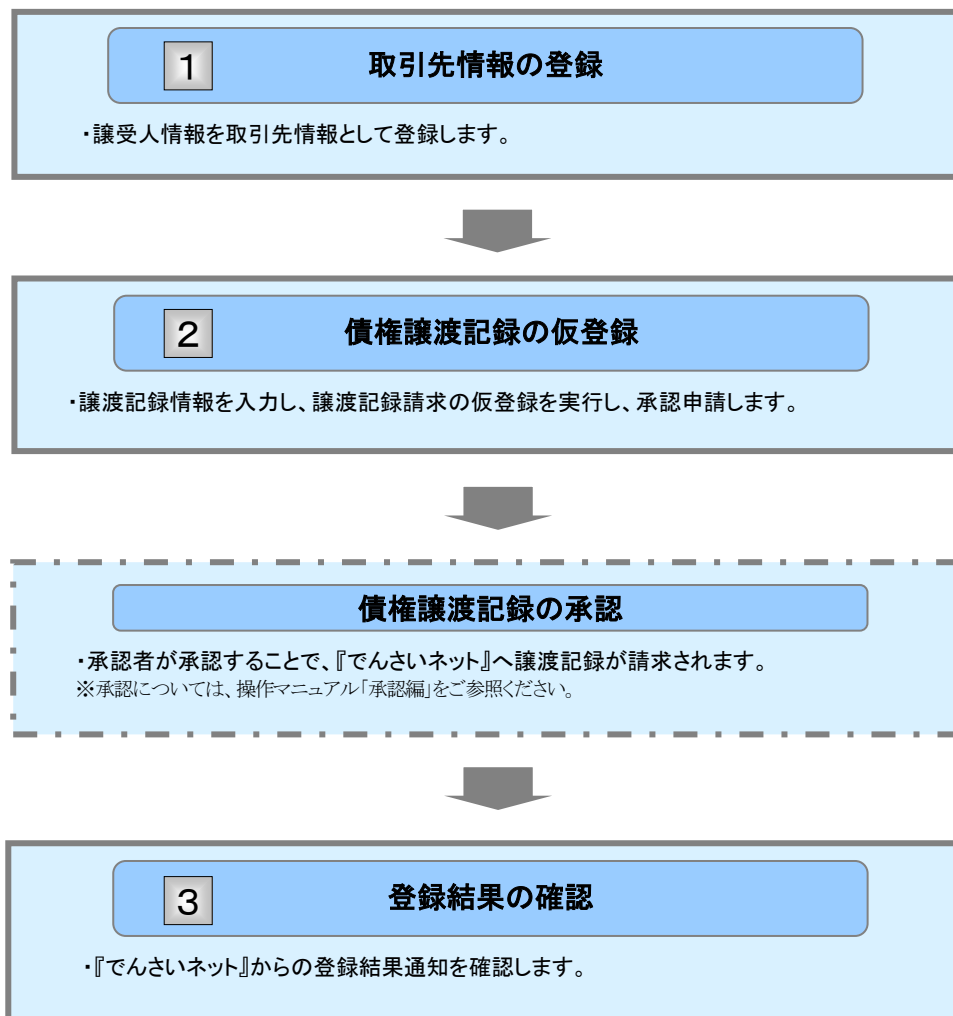 1 取引先情報の登録
・譲受人情報を取引先情報として登録します。
2 債権譲渡記録の仮登録
・譲渡記録情報を入力し、譲渡記録請求の仮登録を実行し、承認申請します。
債権譲渡記録の承認
・承認者が承認することで、『でんさいネット』へ譲渡記録が請求されます。
※承認については、操作マニュアル「承認編」をご参照ください。
3 登録結果の確認
・『でんさいネット』からの登録結果通知を確認します。